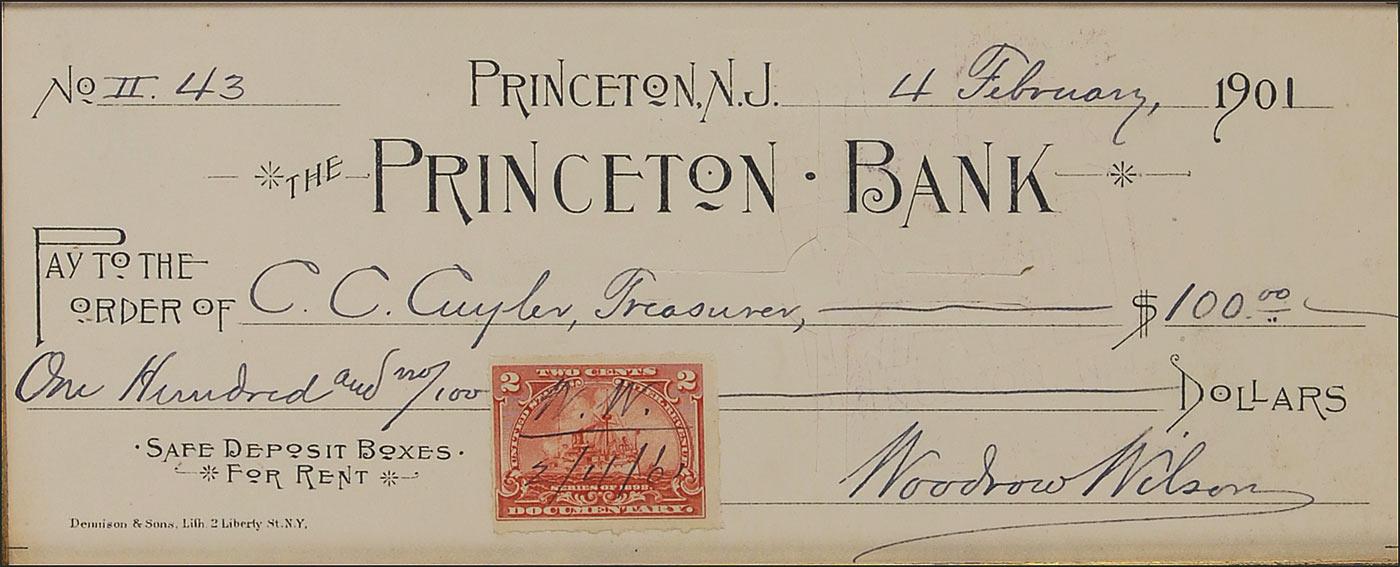 No II. 43 PRINCETON, N.J. 4 February, 1901
THE PRINCETON · BANK
PAY TO THE
ORDER OF C. C. Cuyler, Treasurer, $100.00
One Hundred and no/100 DOLLARS
TWO CENTS
2 2
W. W.
SERIES OF 1898
DOCUMENTARY.
· SAFE DEPOSIT BOXES ·
FOR RENT
Woodrow Wilson
Dennison & Sons, Lith. 2 Liberty St. N.Y.